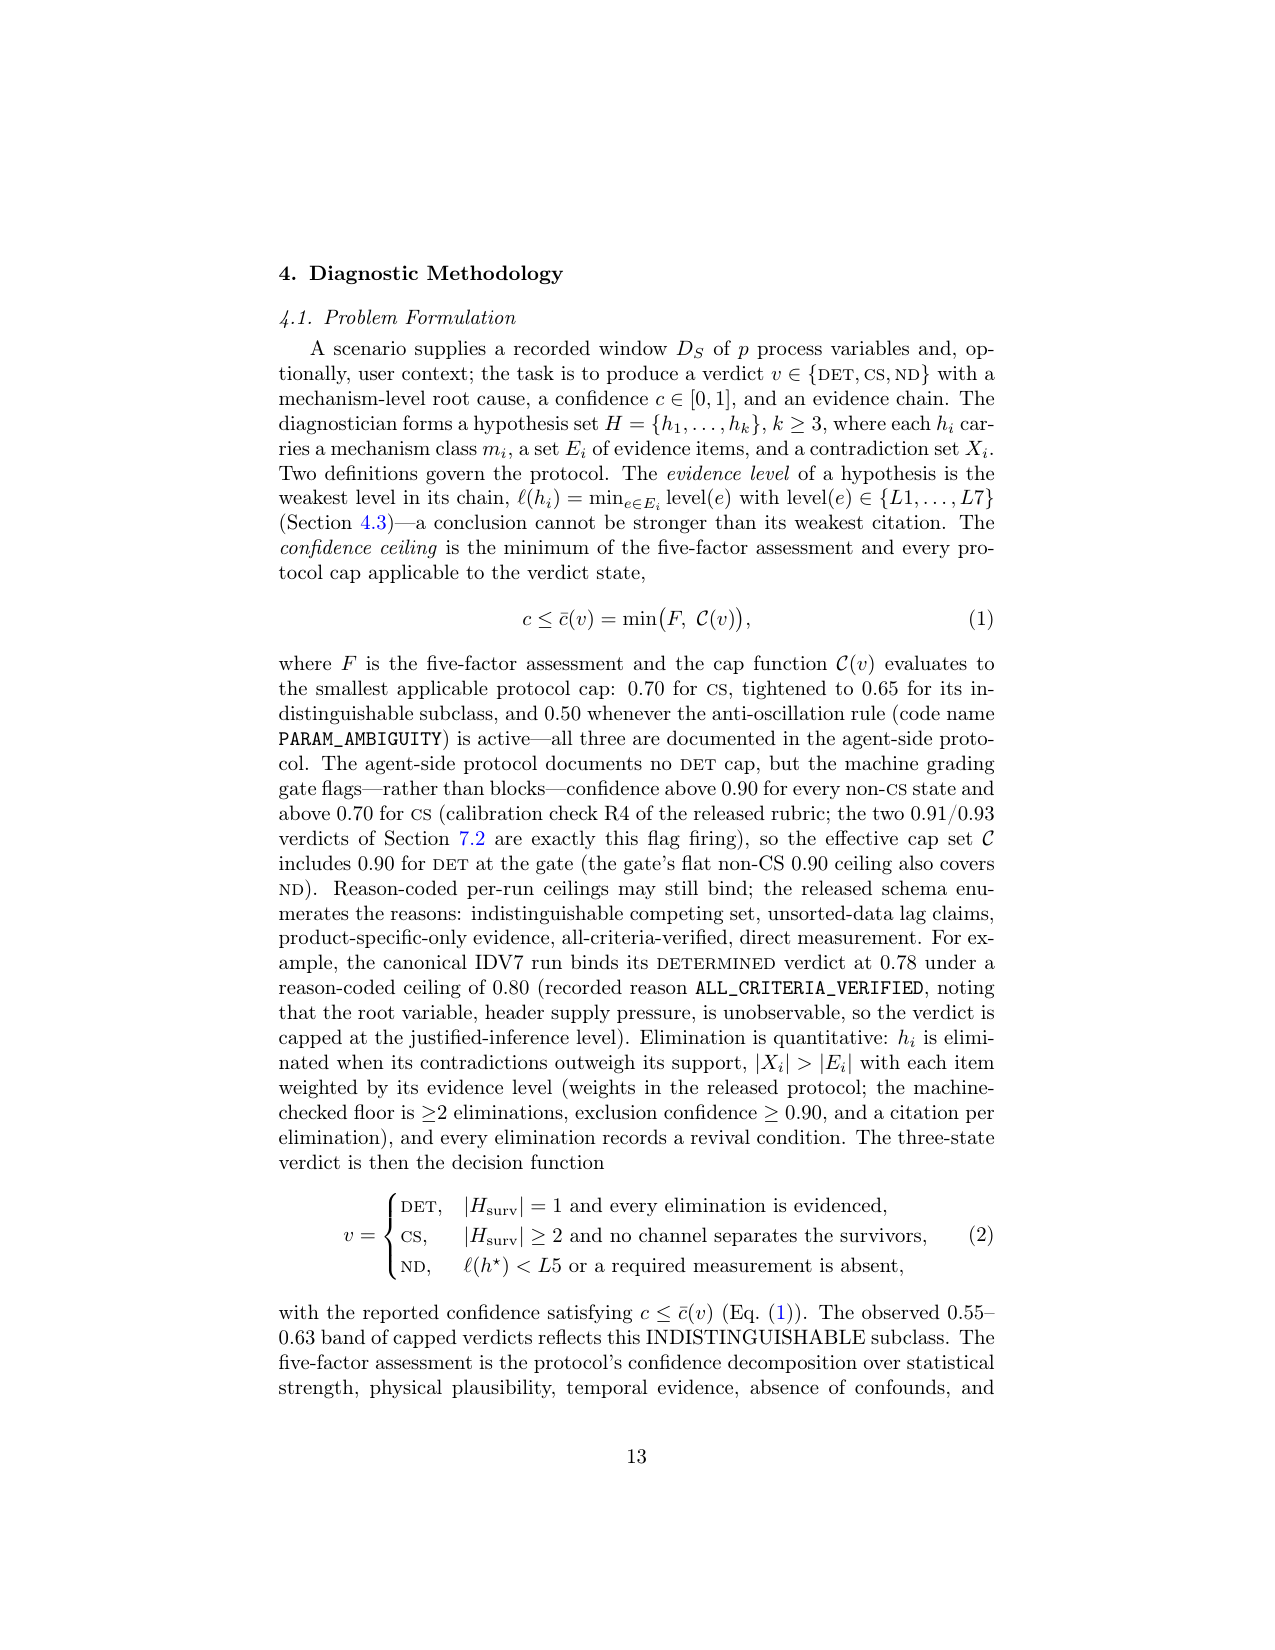 4. Diagnostic Methodology
4.1. Problem Formulation
A scenario supplies a recorded window D_S of p process variables and, op-
tionally, user context; the task is to produce a verdict v ∈ {DET, CS, ND} with a
mechanism-level root cause, a confidence c ∈ [0, 1], and an evidence chain. The
diagnostician forms a hypothesis set H = {h_1, . . . , h_k}, k ≥ 3, where each h_i car-
ries a mechanism class m_i, a set E_i of evidence items, and a contradiction set X_i.
Two definitions govern the protocol. The evidence level of a hypothesis is the
weakest level in its chain, ℓ(h_i) = min_{e∈E_i} level(e) with level(e) ∈ {L1, . . . , L7}
(Section 4.3)—a conclusion cannot be stronger than its weakest citation. The
confidence ceiling is the minimum of the five-factor assessment and every pro-
tocol cap applicable to the verdict state,
c ≤ c̄(v) = min(F, 𝒞(v)), (1)
where F is the five-factor assessment and the cap function 𝒞(v) evaluates to
the smallest applicable protocol cap: 0.70 for CS, tightened to 0.65 for its in-
distinguishable subclass, and 0.50 whenever the anti-oscillation rule (code name
PARAM_AMBIGUITY) is active—all three are documented in the agent-side proto-
col. The agent-side protocol documents no DET cap, but the machine grading
gate flags—rather than blocks—confidence above 0.90 for every non-CS state and
above 0.70 for CS (calibration check R4 of the released rubric; the two 0.91/0.93
verdicts of Section 7.2 are exactly this flag firing), so the effective cap set 𝒞
includes 0.90 for DET at the gate (the gate's flat non-CS 0.90 ceiling also covers
ND). Reason-coded per-run ceilings may still bind; the released schema enu-
merates the reasons: indistinguishable competing set, unsorted-data lag claims,
product-specific-only evidence, all-criteria-verified, direct measurement. For ex-
ample, the canonical IDV7 run binds its DETERMINED verdict at 0.78 under a
reason-coded ceiling of 0.80 (recorded reason ALL_CRITERIA_VERIFIED, noting
that the root variable, header supply pressure, is unobservable, so the verdict is
capped at the justified-inference level). Elimination is quantitative: h_i is elimi-
nated when its contradictions outweigh its support, |X_i| > |E_i| with each item
weighted by its evidence level (weights in the released protocol; the machine-
checked floor is ≥2 eliminations, exclusion confidence ≥ 0.90, and a citation per
elimination), and every elimination records a revival condition. The three-state
verdict is then the decision function
v = { DET, |H_surv| = 1 and every elimination is evidenced,
CS, |H_surv| ≥ 2 and no channel separates the survivors, (2)
ND, ℓ(h⋆) < L5 or a required measurement is absent,
with the reported confidence satisfying c ≤ c̄(v) (Eq. (1)). The observed 0.55–
0.63 band of capped verdicts reflects this INDISTINGUISHABLE subclass. The
five-factor assessment is the protocol's confidence decomposition over statistical
strength, physical plausibility, temporal evidence, absence of confounds, and
13